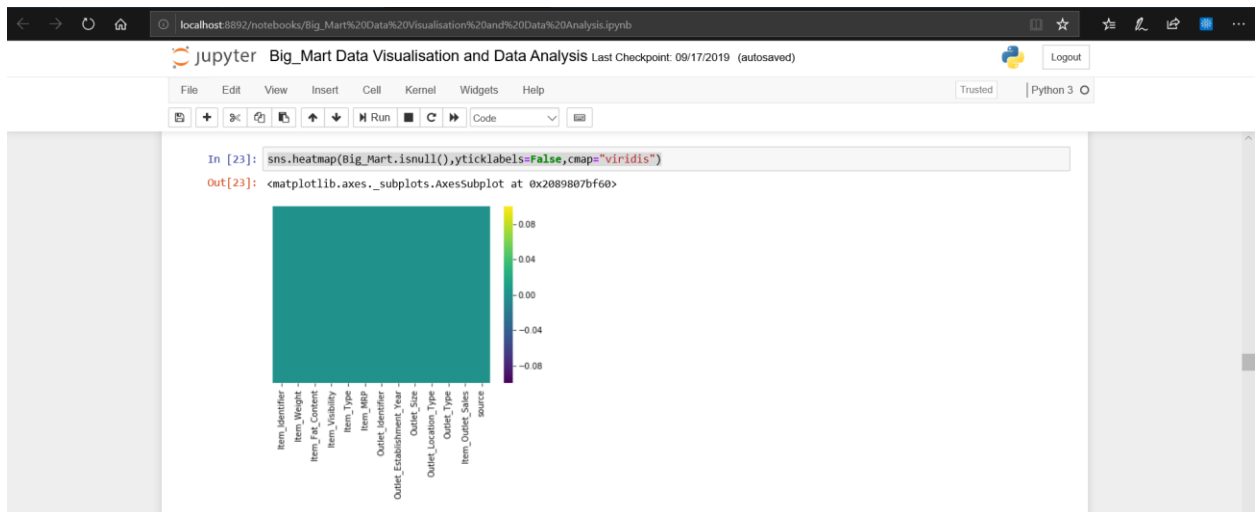 localhost:8892/notebooks/Big_Mart%20Data%20Visualisation%20and%20Data%20Analysis.ipynb
jupyter Big_Mart Data Visualisation and Data Analysis Last Checkpoint: 09/17/2019 (autosaved)
Logout
File Edit View Insert Cell Kernel Widgets Help
Trusted
Python 3
Run
Code
In [23]: sns.heatmap(Big_Mart.isnull(),yticklabels=False,cmap="viridis")
Out[23]: <matplotlib.axes._subplots.AxesSubplot at 0x2089807bf60>
0.08
0.04
0.00
−0.04
−0.08
Item_Identifier
Item_Weight
Item_Fat_Content
Item_Visibility
Item_Type
Item_MRP
Outlet_Identifier
Outlet_Establishment_Year
Outlet_Size
Outlet_Location_Type
Outlet_Type
Item_Outlet_Sales
source